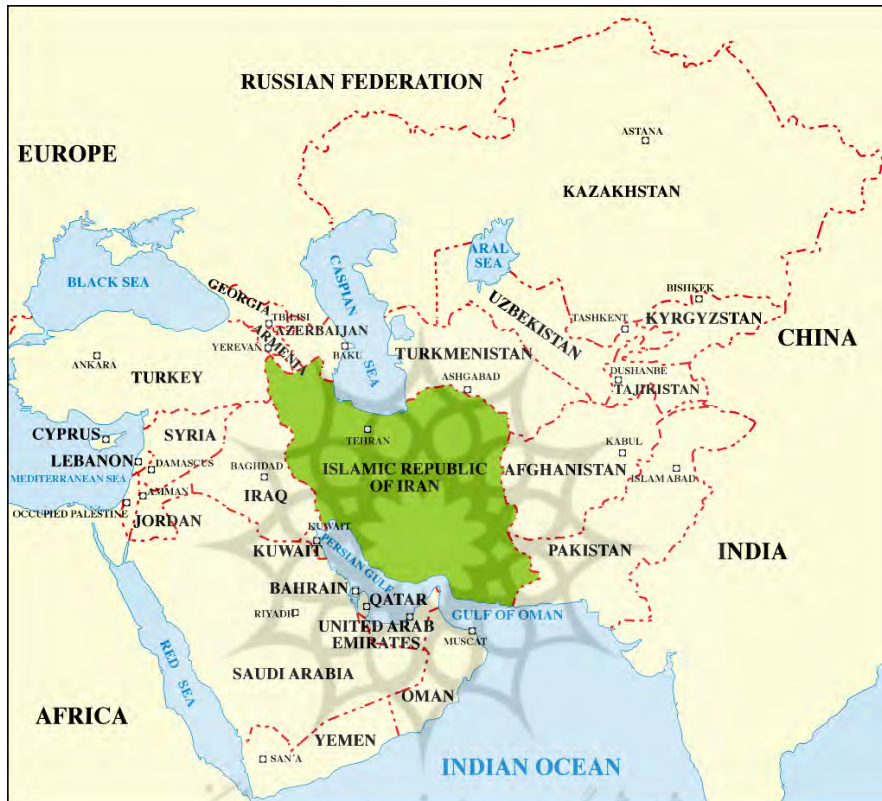 RUSSIAN FEDERATION
ASTANA
EUROPE
KAZAKHSTAN
ARAL
SEA
CASPIAN
SEA
BLACK SEA
BISHKEK
GEORGIA
UZBEKISTAN
TBILISI
KYRGYZSTAN
TASHKENT
AZERBAIJAN
CHINA
ARMENIA
YEREVAN
BAKU
TURKMENISTAN
ANKARA
TURKEY
DUSHANBE
ASHGABAD
TAJIKISTAN
CYPRUS
SYRIA
TEHRAN
KABUL
LEBANON
DAMASCUS
BAGHDAD
ISLAMIC REPUBLIC
OF IRAN
AFGHANISTAN
MEDITERRANEAN SEA
ISLAM ABAD
AMMAN
IRAQ
OCCUPIED PALESTINE
JORDAN
KUWAIT
KUWAIT
PERSIAN GULF
PAKISTAN
INDIA
BAHRAIN
QATAR
RIYADH
GULF OF OMAN
UNITED ARAB
EMIRATES
MUSCAT
SAUDI ARABIA
RED SEA
OMAN
AFRICA
YEMEN
SAN'A
INDIAN OCEAN